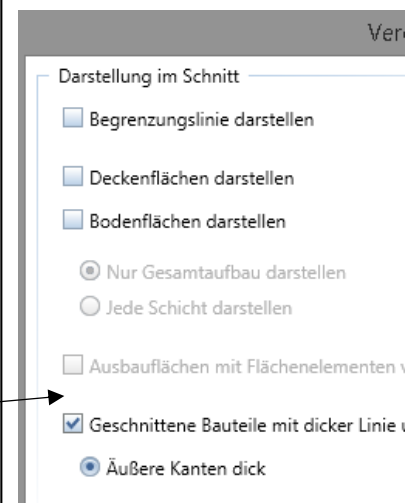 Darstellung im Schnitt
Begrenzungslinie darstellen
Deckenflächen darstellen
Bodenflächen darstellen
Nur Gesamtaufbau darstellen
Jede Schicht darstellen
Ausbauflächen mit Flächenelementen
Geschnittene Bauteile mit dicker Linie
Äußere Kanten dick